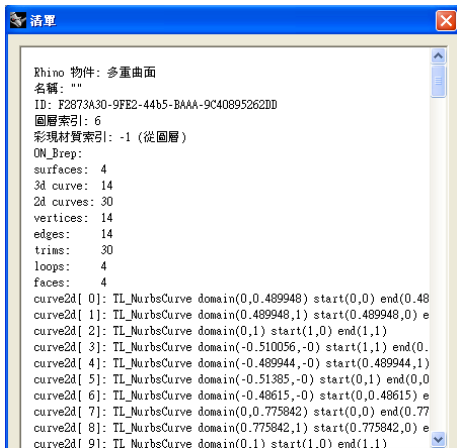 清單
Rhino 物件: 多重曲面
名稱: ""
ID: F2873A30-9FE2-44b5-BAAA-9C40895262DD
圖層索引: 6
彩現材質索引: -1 (從圖層)
ON_Brep:
surfaces: 4
3d curve: 14
2d curves: 30
vertices: 14
edges: 14
trims: 30
loops: 4
faces: 4
curve2d[ 0]: TL_NurbsCurve domain(0,0.489948) start(0,0) end(0.48
curve2d[ 1]: TL_NurbsCurve domain(0.489948,1) start(0.489948,0) e
curve2d[ 2]: TL_NurbsCurve domain(0,1) start(1,0) end(1,1)
curve2d[ 3]: TL_NurbsCurve domain(-0.510056,-0) start(1,1) end(0.
curve2d[ 4]: TL_NurbsCurve domain(-0.489944,-0) start(0.489944,1)
curve2d[ 5]: TL_NurbsCurve domain(-0.51385,-0) start(0,1) end(0,0
curve2d[ 6]: TL_NurbsCurve domain(-0.48615,-0) start(0,0.48615) e
curve2d[ 7]: TL_NurbsCurve domain(0,0.775842) start(0,0) end(0.77
curve2d[ 8]: TL_NurbsCurve domain(0.775842,1) start(0.775842,0) e
curve2d[ 9]: TL_NurbsCurve domain(0,1) start(1,0) end(1,1)